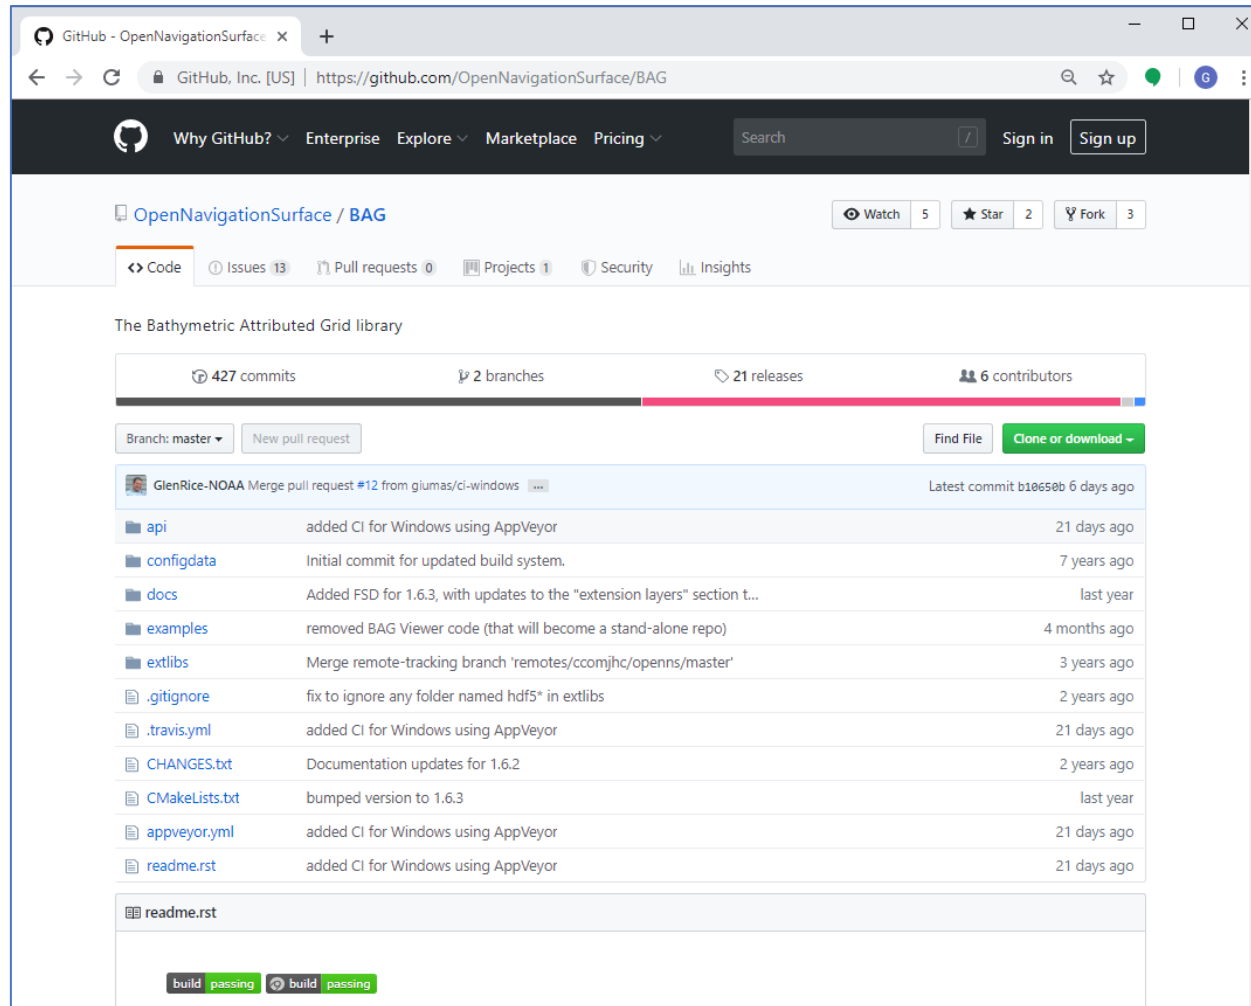 GitHub - OpenNavigationSurface
GitHub, Inc. [US] | https://github.com/OpenNavigationSurface/BAG
G
Why GitHub? Enterprise Explore Marketplace Pricing Search / Sign in Sign up
OpenNavigationSurface / BAG
Watch 5 Star 2 Fork 3
Code Issues 13 Pull requests 0 Projects 1 Security Insights
The Bathymetric Attributed Grid library
427 commits 2 branches 21 releases 6 contributors
Branch: master New pull request Find File Clone or download
GlenRice-NOAA Merge pull request #12 from giumas/ci-windows ... Latest commit b10650b 6 days ago
api added CI for Windows using AppVeyor 21 days ago
configdata Initial commit for updated build system. 7 years ago
docs Added FSD for 1.6.3, with updates to the "extension layers" section t... last year
examples removed BAG Viewer code (that will become a stand-alone repo) 4 months ago
extlibs Merge remote-tracking branch 'remotes/ccomjhc/openns/master' 3 years ago
.gitignore fix to ignore any folder named hdf5* in extlibs 2 years ago
.travis.yml added CI for Windows using AppVeyor 21 days ago
CHANGES.txt Documentation updates for 1.6.2 2 years ago
CMakeLists.txt bumped version to 1.6.3 last year
appveyor.yml added CI for Windows using AppVeyor 21 days ago
readme.rst added CI for Windows using AppVeyor 21 days ago
readme.rst
build passing build passing